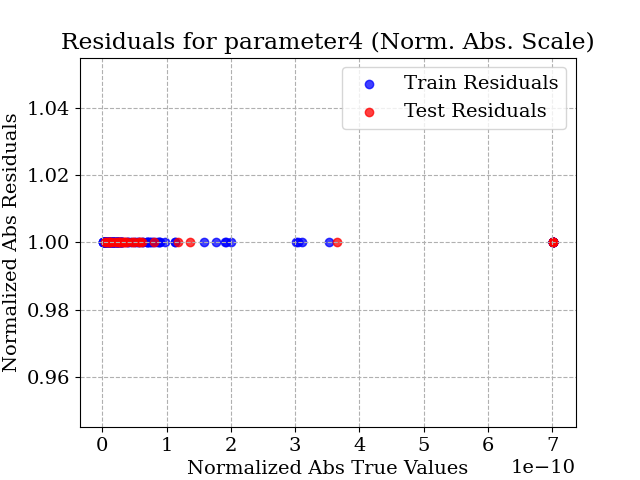 Residuals for parameter4 (Norm. Abs. Scale)
Train Residuals
Test Residuals
Normalized Abs Residuals
1.04
1.02
1.00
0.98
0.96
0 1 2 3 4 5 6 7
1e−10
Normalized Abs True Values